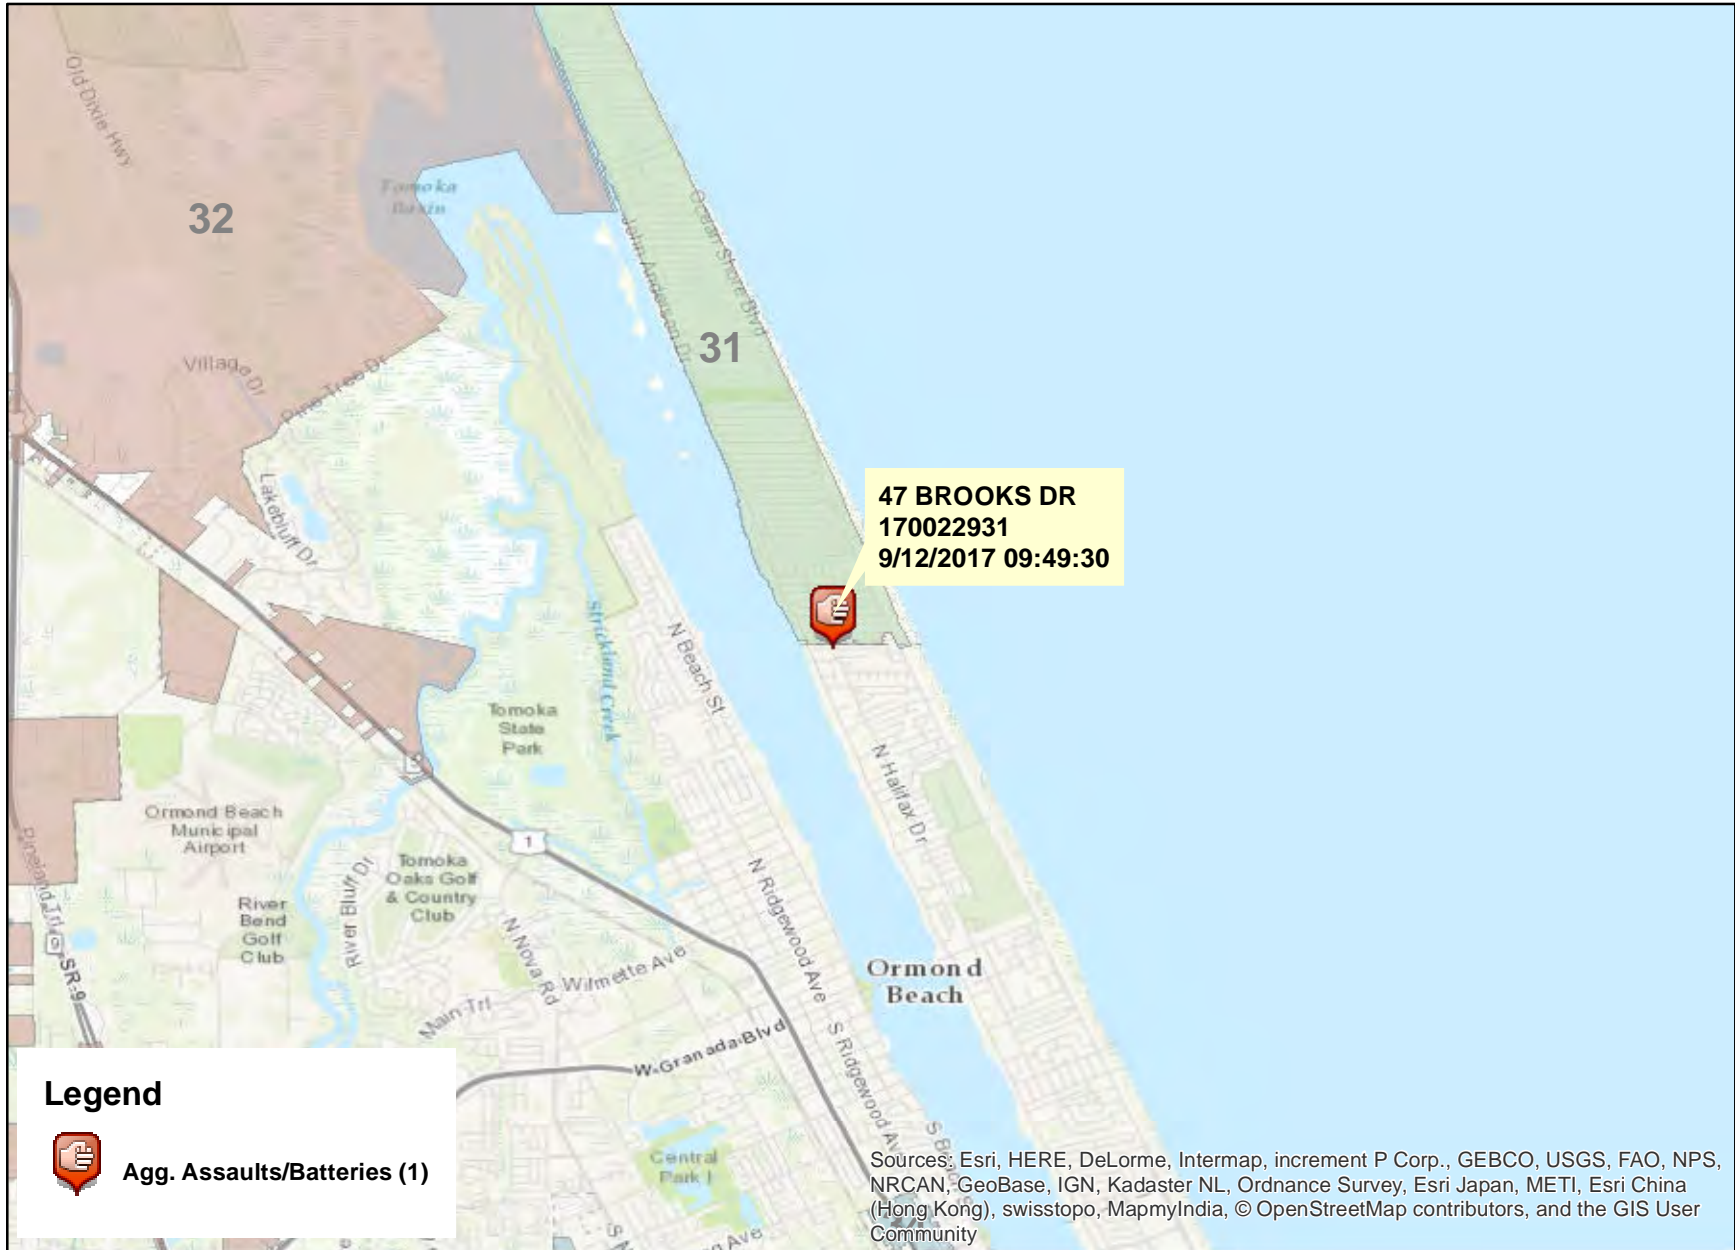 Old Dixie Hwy
32
Tomoka
Basin
John Anderson Dr
Ocean Shore Blvd
31
Village Dr
Pine Tree Dr
Lakebluff Dr
47 BROOKS DR
170022931
9/12/2017 09:49:30
Strickland Creek
N Beach St
Tomoka
State
Park
N Halifax Dr
Ormond Beach
Municipal
Airport
1
Pineland Trl
SR-9
River
Bend
Golf
Club
River Bluff Dr
Tomoka
Oaks Golf
& Country
Club
N Nova Rd
Main Trl
Wilmette Ave
N Ridgewood Ave
Ormond
Beach
W Granada Blvd
S Ridgewood Av
Central
Park I
Legend
Agg. Assaults/Batteries (1)
Sources: Esri, HERE, DeLorme, Intermap, increment P Corp., GEBCO, USGS, FAO, NPS,
NRCAN, GeoBase, IGN, Kadaster NL, Ordnance Survey, Esri Japan, METI, Esri China
(Hong Kong), swisstopo, MapmyIndia, © OpenStreetMap contributors, and the GIS User
Community